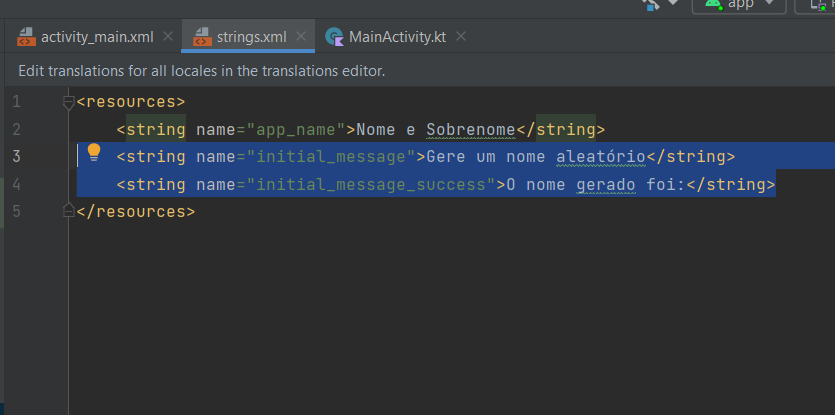 app
activity_main.xml
strings.xml
MainActivity.kt
Edit translations for all locales in the translations editor.
1 <resources>
2 <string name="app_name">Nome e Sobrenome</string>
3 <string name="initial_message">Gere um nome aleatório</string>
4 <string name="initial_message_success">O nome gerado foi:</string>
5 </resources>